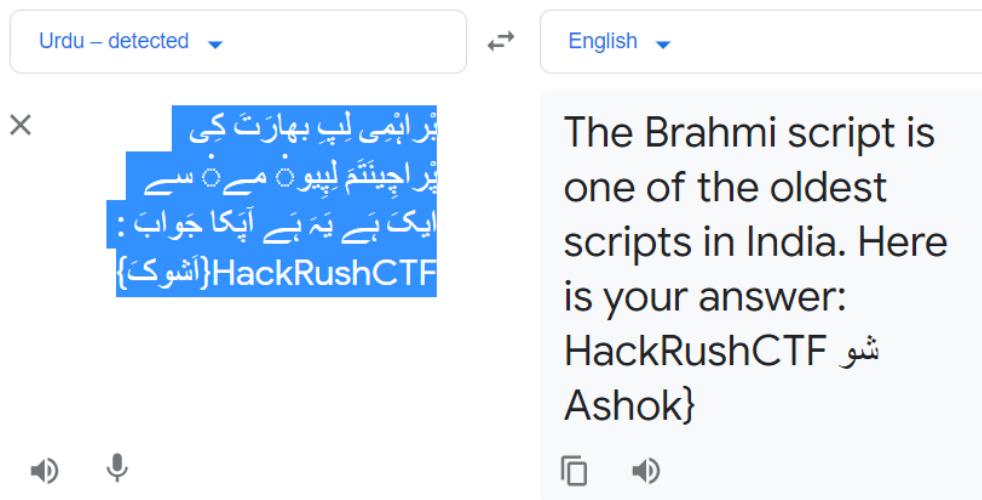 Urdu – detected
English
بْراہْمِی لِپِ بھارَتَ کِی
پْراچِینَتَمَ لِپِیوں٘ مےں٘ سے
ایکَ ہَے یَہَ ہَے آپَکا جَوابَ :
HackRushCTF{اَشوکَ}
The Brahmi script is
one of the oldest
scripts in India. Here
is your answer:
HackRushCTF شو
Ashok}